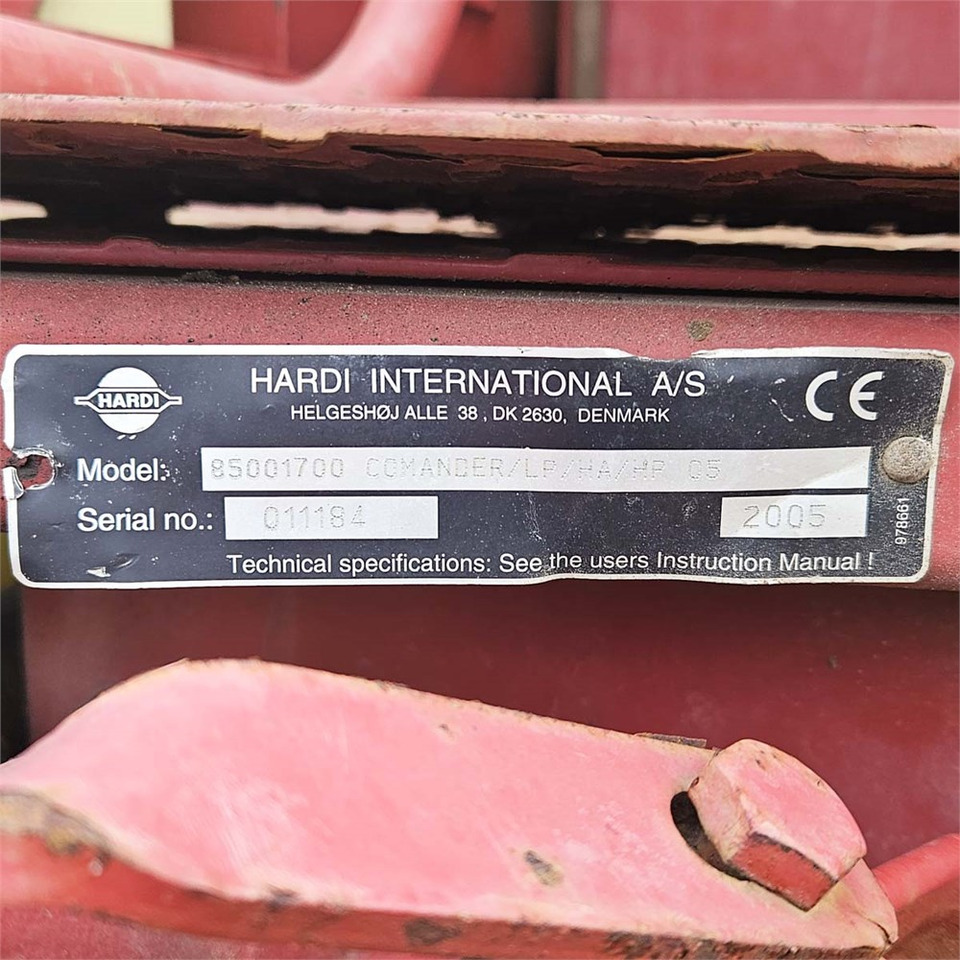 HARDI
HARDI INTERNATIONAL A/S
HELGESHØJ ALLE 38, DK 2630, DENMARK
CE
Model: 85001700 COMANDER/LP/HA/HP 05
Serial no.: 011184 2005
978661
Technical specifications: See the users Instruction Manual !